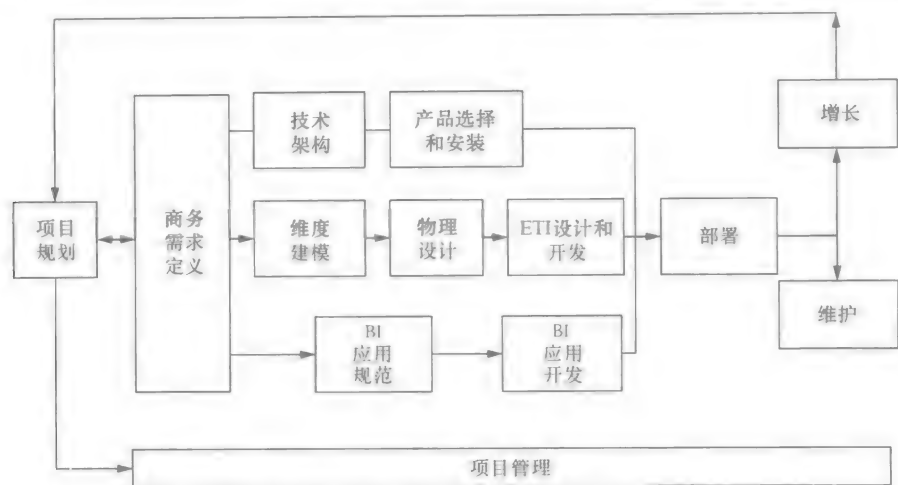 技术
架构
产品选择
和安装
增长
项目
规划
商务
需求
定义
维度
建模
物理
设计
ETI设计和
开发
部署
维护
BI
应用
规范
BI
应用
开发
项目管理